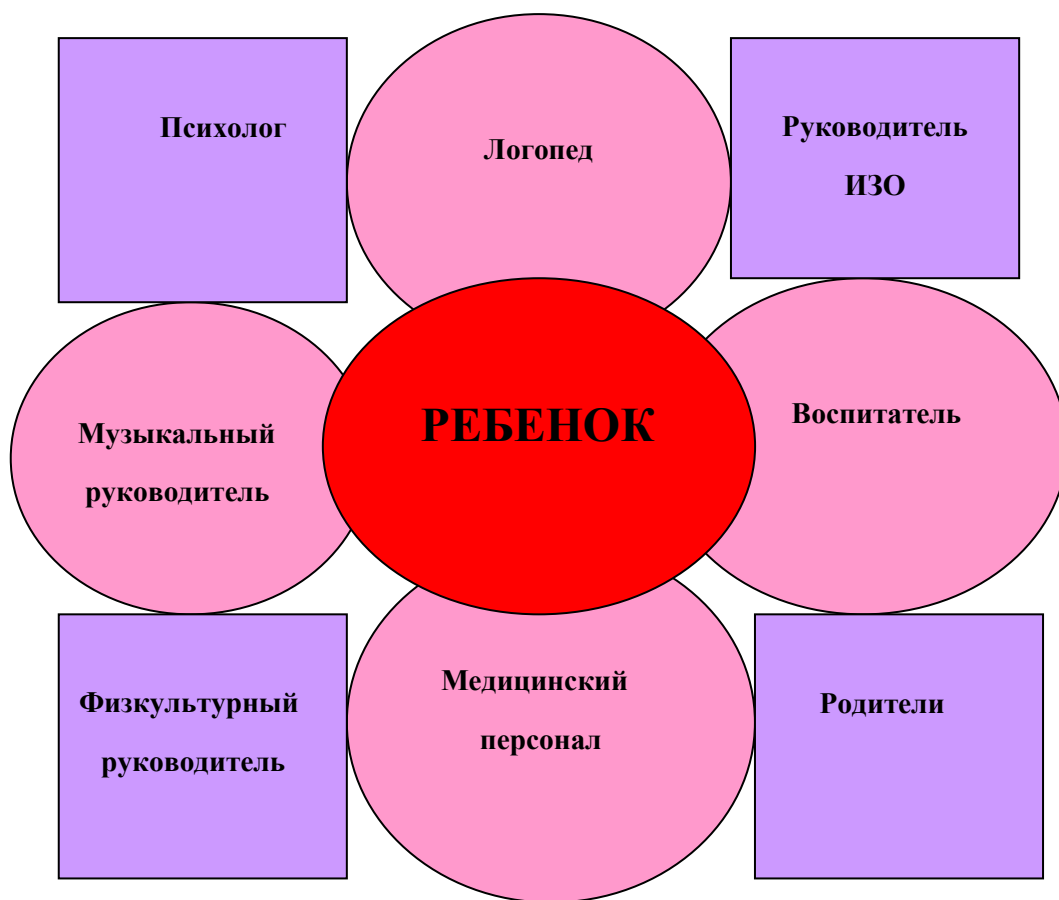 Психолог
Логопед
Руководитель
ИЗО
Музыкальный
руководитель
РЕБЕНОК
Воспитатель
Физкультурный
руководитель
Медицинский
персонал
Родители